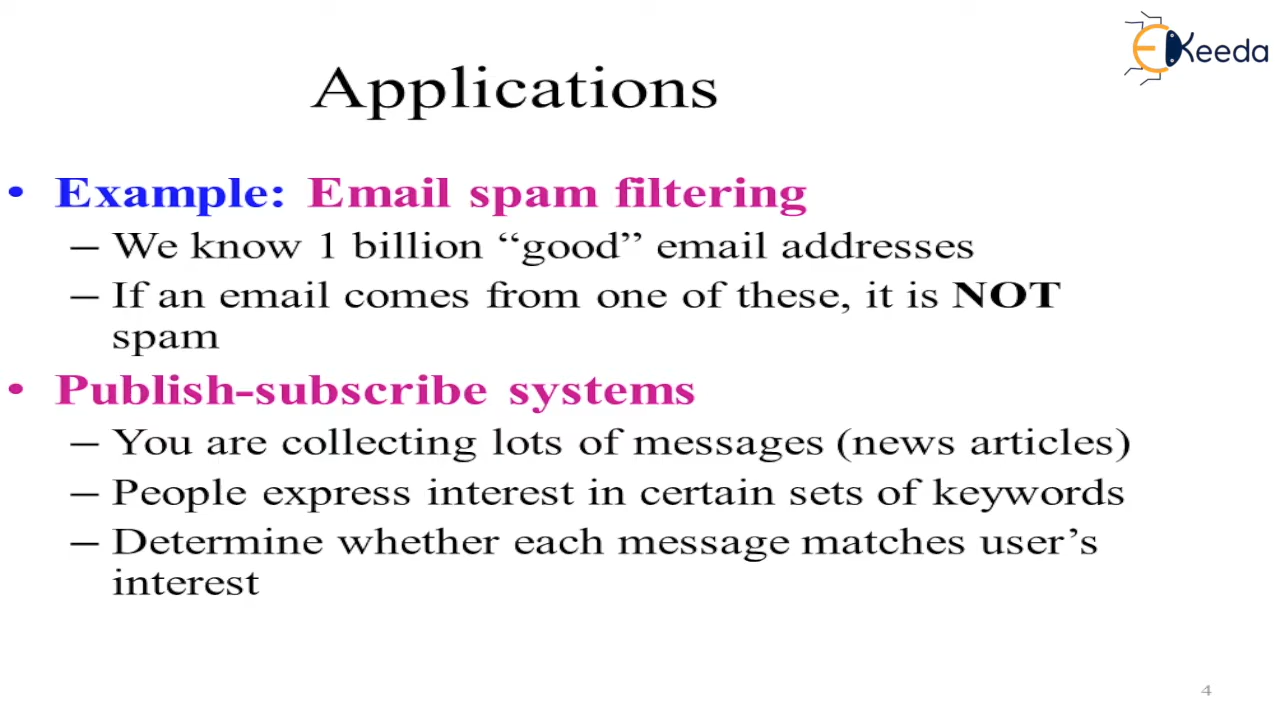 EKeeda
Applications
• Example: Email spam filtering
– We know 1 billion “good” email addresses
– If an email comes from one of these, it is NOT
spam
• Publish-subscribe systems
– You are collecting lots of messages (news articles)
– People express interest in certain sets of keywords
– Determine whether each message matches user’s
interest
4